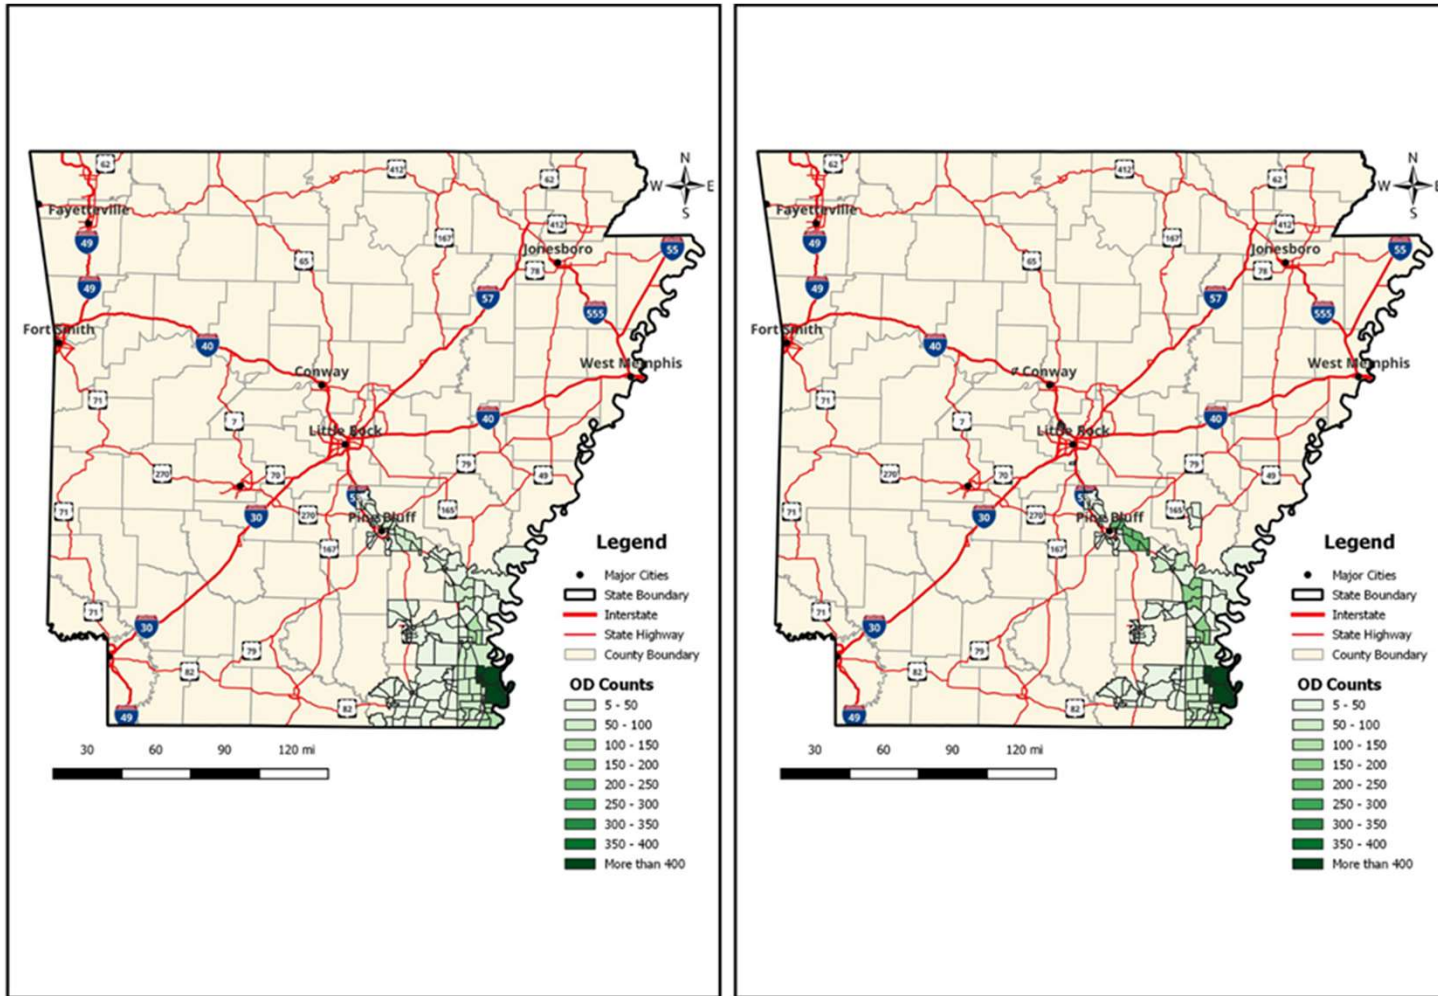 N
W E
S
62
412
62
Fayetteville
49
412
167
Jonesboro
55
65
78
49
57
555
Fort Smith
40
West Memphis
Conway
71
7
40
Little Rock
270
70
79
49
71
30
270
165
Pine Bluff
167
71
30
79
82
82
49
30 60 90 120 mi
Legend
Major Cities
State Boundary
Interstate
State Highway
County Boundary
OD Counts
5 - 50
50 - 100
100 - 150
150 - 200
200 - 250
250 - 300
300 - 350
350 - 400
More than 400
N
W E
S
62
412
62
Fayetteville
49
412
167
Jonesboro
55
65
78
49
57
555
Fort Smith
40
West Memphis
Conway
71
7
40
Little Rock
270
70
79
49
71
30
270
165
Pine Bluff
167
71
30
79
82
82
49
30 60 90 120 mi
Legend
Major Cities
State Boundary
Interstate
State Highway
County Boundary
OD Counts
5 - 50
50 - 100
100 - 150
150 - 200
200 - 250
250 - 300
300 - 350
350 - 400
More than 400